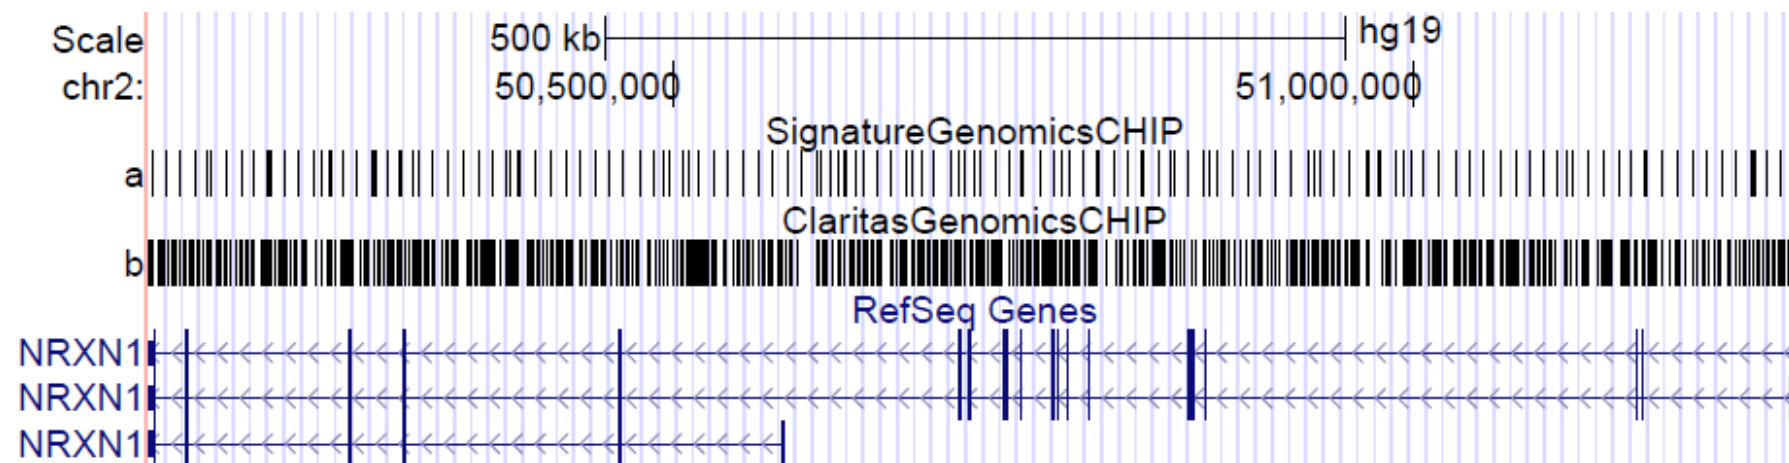 Scale 500 kb hg19
chr2: 50,500,000 51,000,000
SignatureGenomicsCHIP
a
ClaritasGenomicsCHIP
b
RefSeq Genes
NRXN1
NRXN1
NRXN1